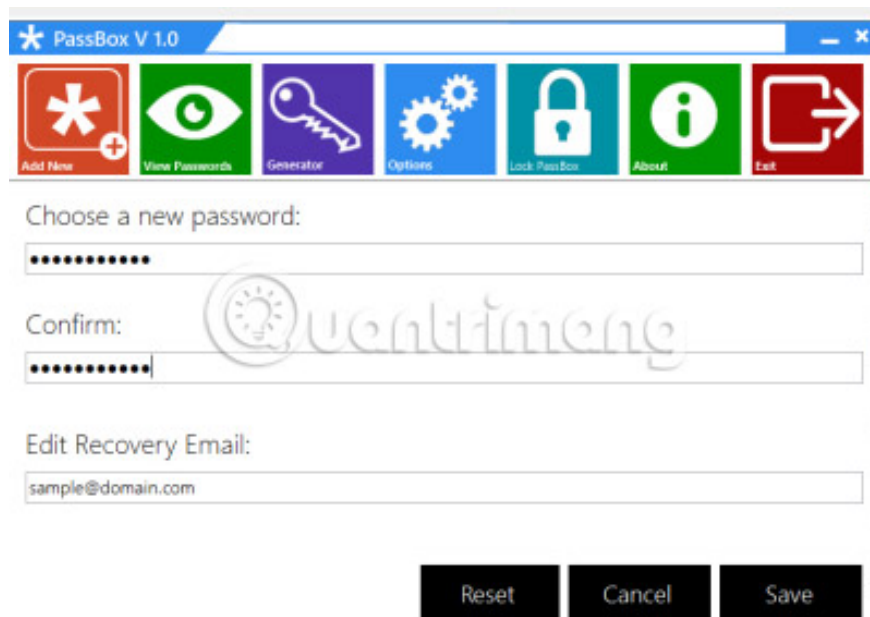 PassBox V 1.0
Add New View Passwords Generator Options Lock PassBox About Exit
Choose a new password:
•••••••••••
Quantrimang
Confirm:
•••••••••••
Edit Recovery Email:
sample@domain.com
Reset Cancel Save